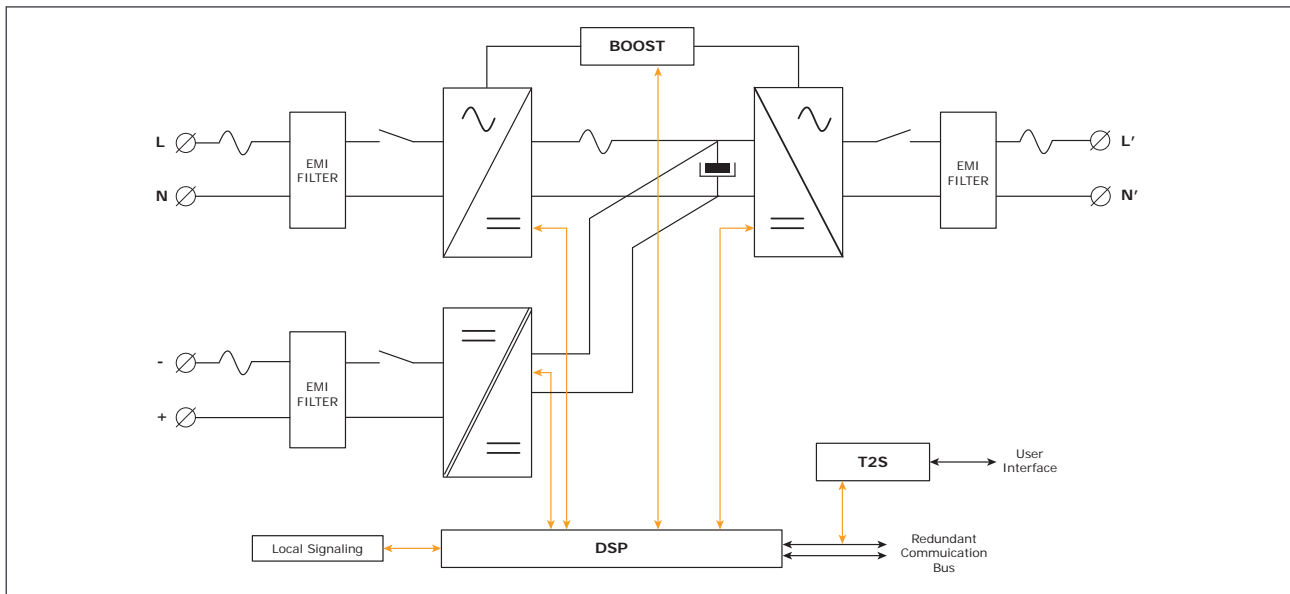 BOOST
L
EMI
FILTER
L'
N
EMI
FILTER
N'
-
EMI
FILTER
+
T2S
User
Interface
Local Signaling
DSP
Redundant
Commuication
Bus